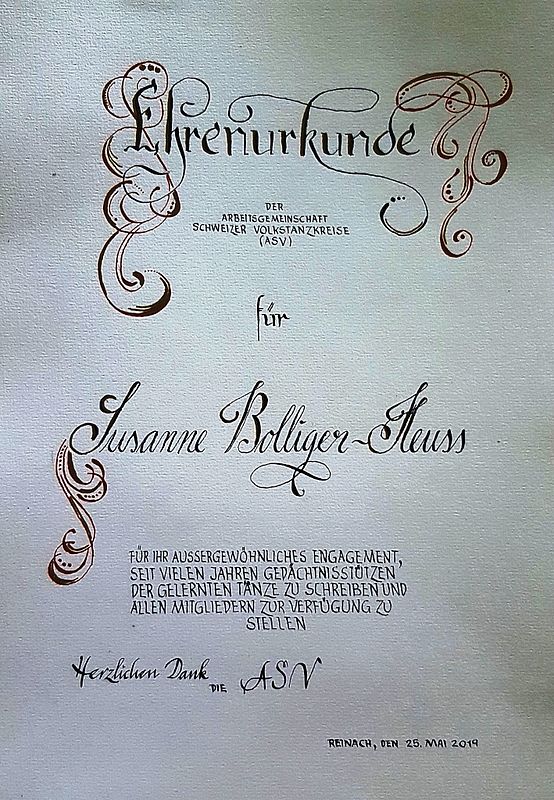 Ehrenurkunde
DER
ARBEITSGEMEINSCHAFT
SCHWEIZER VOLKSTANZKREISE
(ASV)
für
Susanne Bolliger-Heuss
FÜR IHR AUSSERGEWÖHNLICHES ENGAGEMENT,
SEIT VIELEN JAHREN GEDÄCHTNISSTÜTZEN
DER GELERNTEN TÄNZE ZU SCHREIBEN UND
ALLEN MITGLIEDERN ZUR VERFÜGUNG ZU
STELLEN
Herzlichen Dank DIE ASV
REINACH, DEN 25. MAI 2019